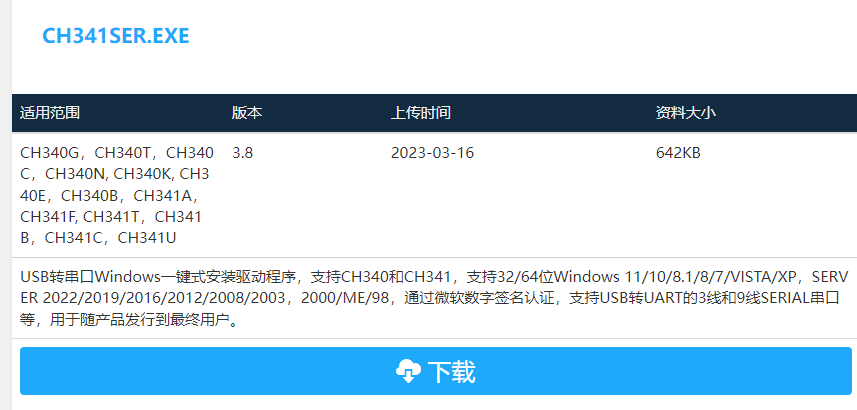 CH341SER.EXE
适用范围 版本 上传时间 资料大小
CH340G，CH340T，CH340 3.8 2023-03-16 642KB
C，CH340N, CH340K, CH3
40E，CH340B，CH341A，
CH341F, CH341T，CH341
B，CH341C，CH341U
USB转串口Windows一键式安装驱动程序，支持CH340和CH341，支持32/64位Windows 11/10/8.1/8/7/VISTA/XP，SERV
ER 2022/2019/2016/2012/2008/2003，2000/ME/98，通过微软数字签名认证，支持USB转UART的3线和9线SERIAL串口
等，用于随产品发行到最终用户。
下载